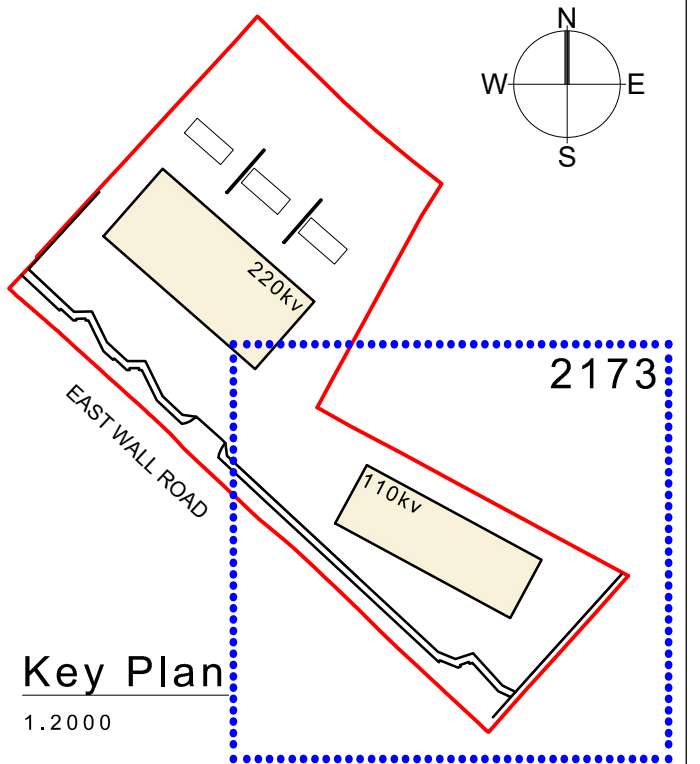 N
W E
S
220kv
2173
EAST WALL ROAD
110kv
Key Plan
1.2000